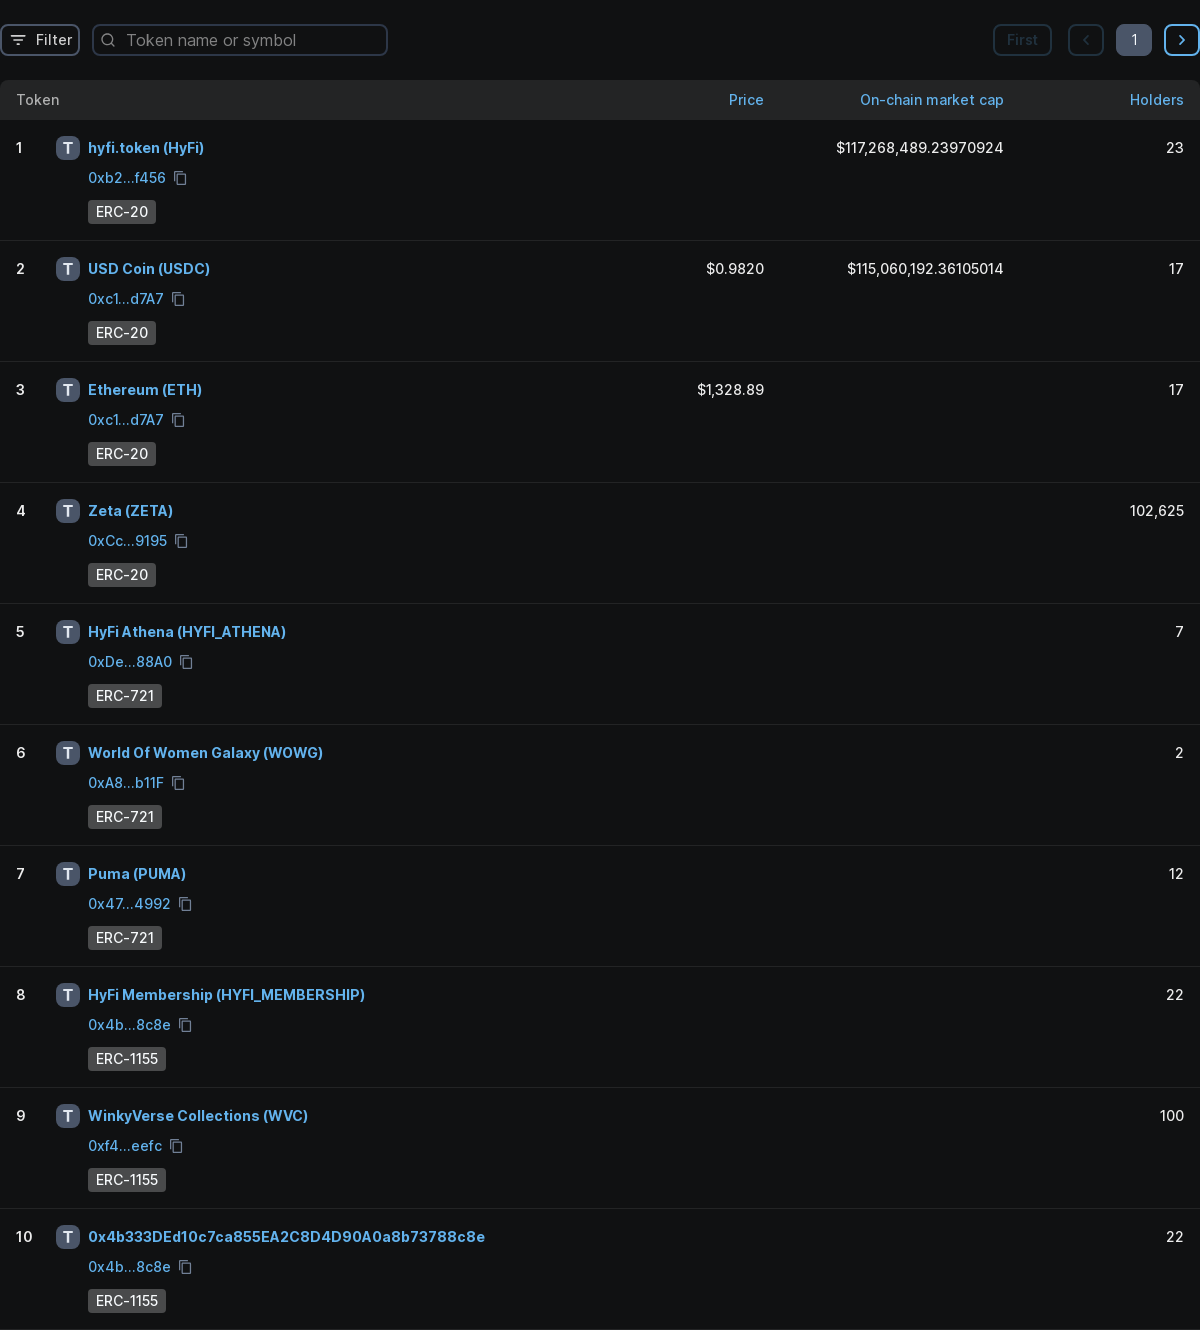 Filter Token name or symbol First 1
Token Price On-chain market cap Holders
1 T hyfi.token (HyFi) $117,268,489.23970924 23
0xb2...f456
ERC-20
2 T USD Coin (USDC) $0.9820 $115,060,192.36105014 17
0xc1...d7A7
ERC-20
3 T Ethereum (ETH) $1,328.89 17
0xc1...d7A7
ERC-20
4 T Zeta (ZETA) 102,625
0xCc...9195
ERC-20
5 T HyFi Athena (HYFI_ATHENA) 7
0xDe...88A0
ERC-721
6 T World Of Women Galaxy (WOWG) 2
0xA8...b11F
ERC-721
7 T Puma (PUMA) 12
0x47...4992
ERC-721
8 T HyFi Membership (HYFI_MEMBERSHIP) 22
0x4b...8c8e
ERC-1155
9 T WinkyVerse Collections (WVC) 100
0xf4...eefc
ERC-1155
10 T 0x4b333DEd10c7ca855EA2C8D4D90A0a8b73788c8e 22
0x4b...8c8e
ERC-1155